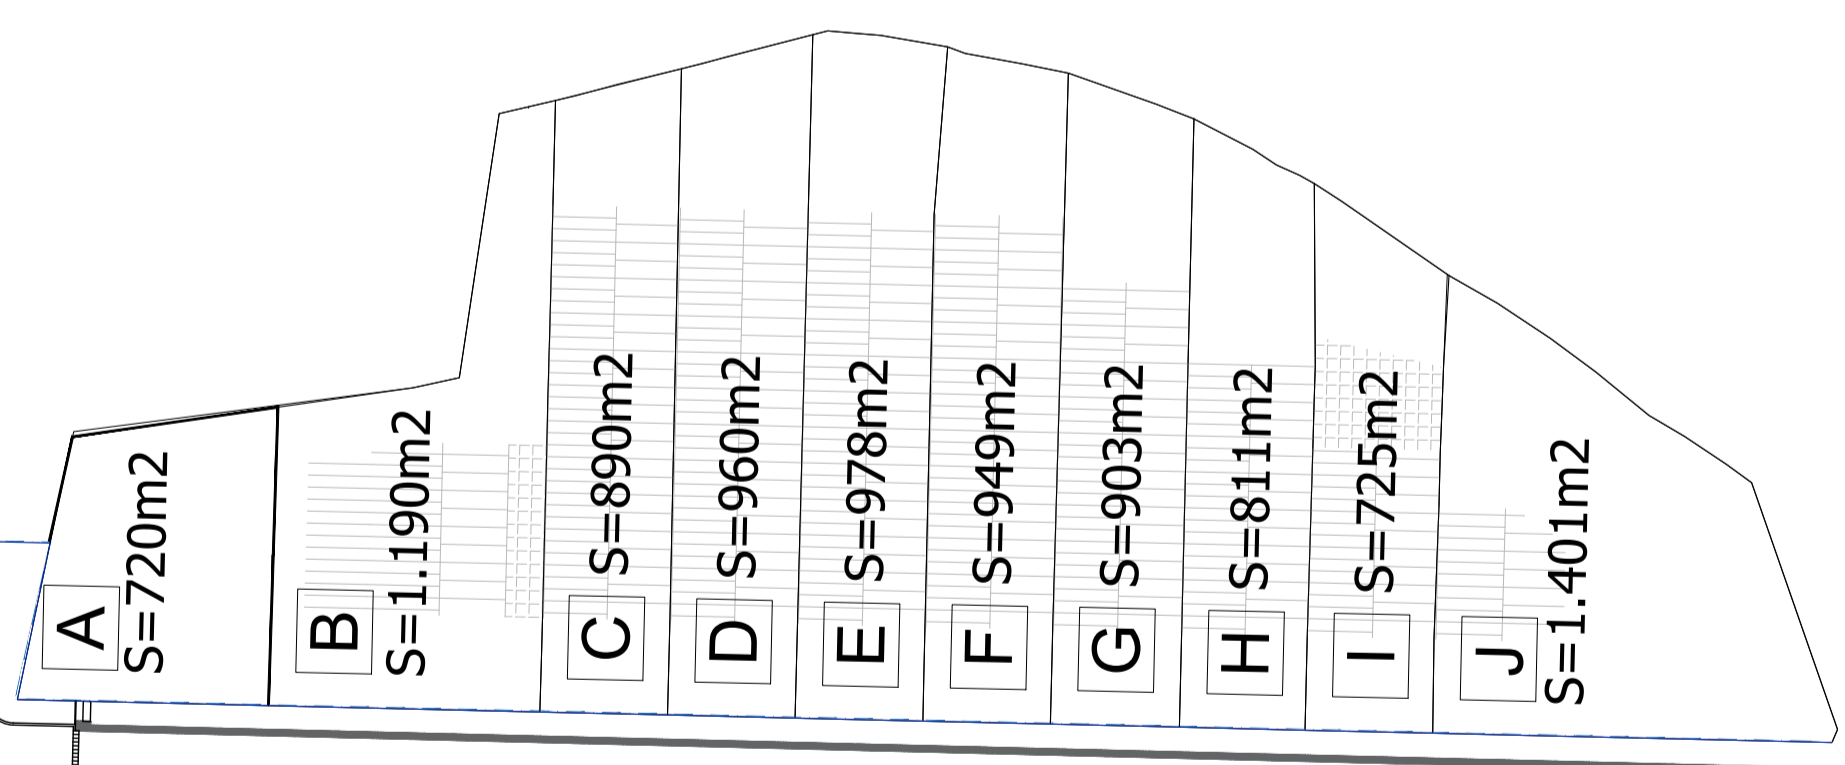 A
S=720m2
B
S=1.190m2
C S=890m2
D S=960m2
E S=978m2
F S=949m2
G S=903m2
H S=811m2
I S=725m2
J
S=1.401m2